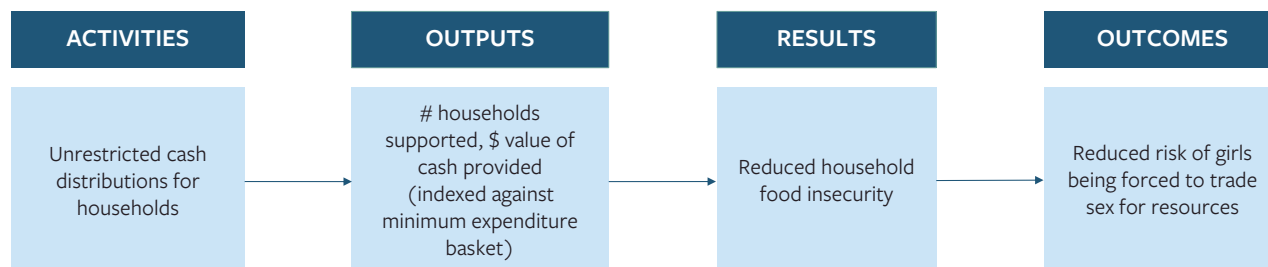 ACTIVITIES
OUTPUTS
RESULTS
OUTCOMES
Unrestricted cash
distributions for
households
# households
supported, $ value of
cash provided
(indexed against
minimum expenditure
basket)
Reduced household
food insecurity
Reduced risk of girls
being forced to trade
sex for resources